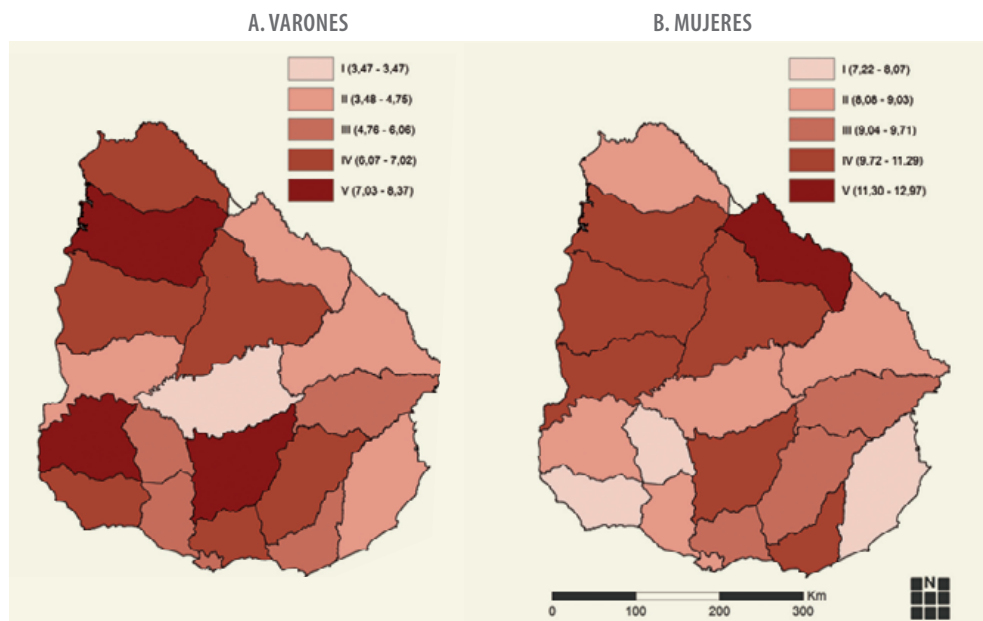 A. VARONES
I (3,47 - 3,47)
II (3,48 - 4,75)
III (4,76 - 6,06)
IV (6,07 - 7,02)
V (7,03 - 8,37)
B. MUJERES
I (7,22 - 8,07)
II (8,08 - 9,03)
III (9,04 - 9,71)
IV (9.72 - 11.29)
V (11,30 - 12,97)
N
Km
0 100 200 300